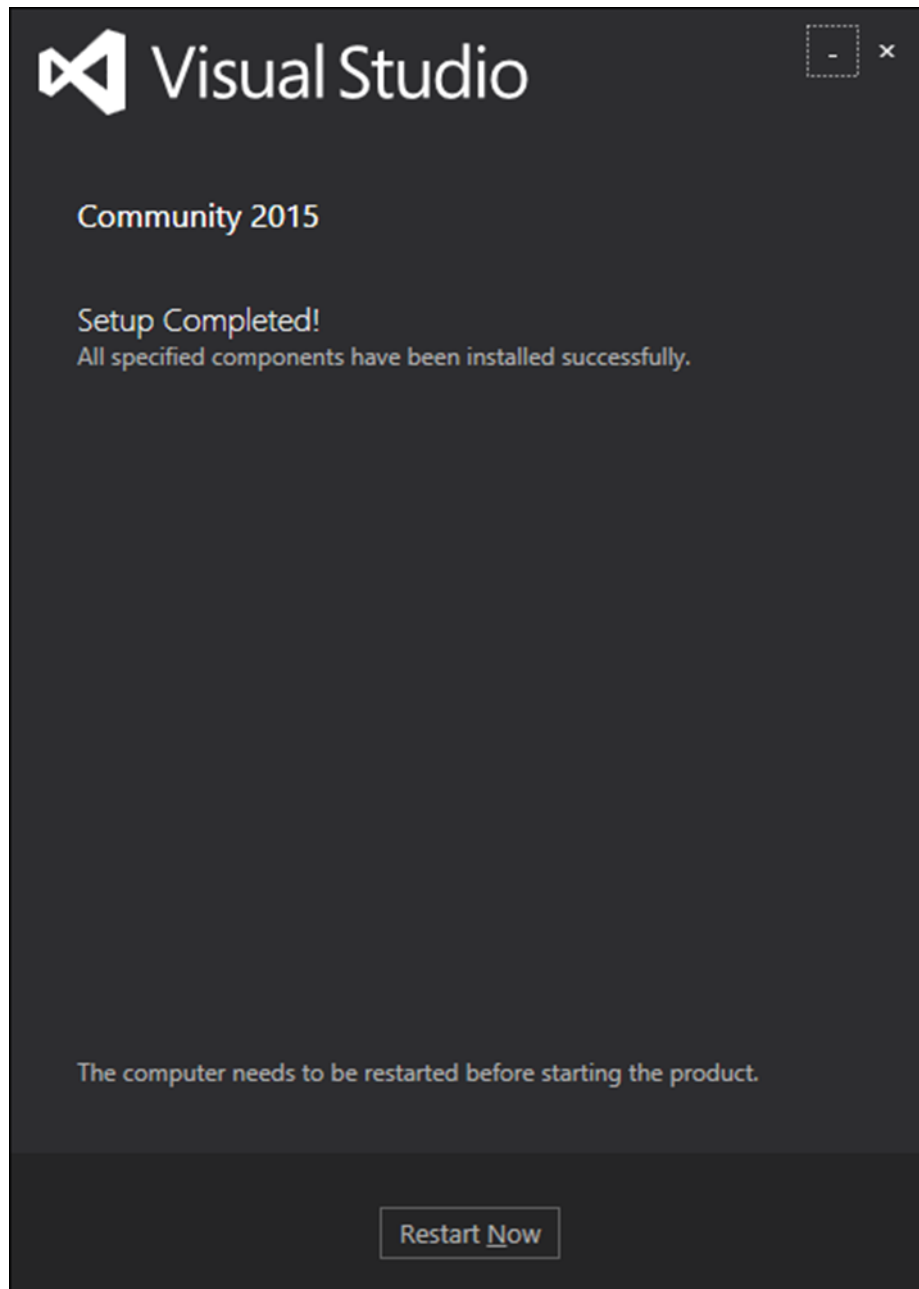 Visual Studio
Community 2015
Setup Completed!
All specified components have been installed successfully.
The computer needs to be restarted before starting the product.
Restart Now